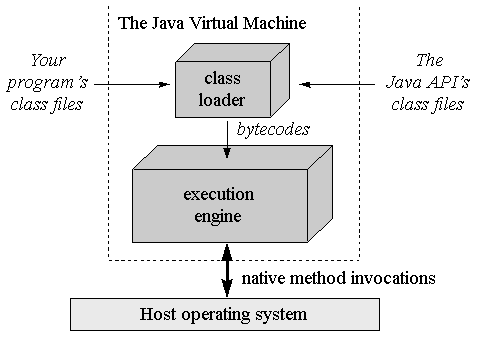 The Java Virtual Machine
Your
program's
class files
class
loader
The
Java API's
class files
bytecodes
execution
engine
native method invocations
Host operating system